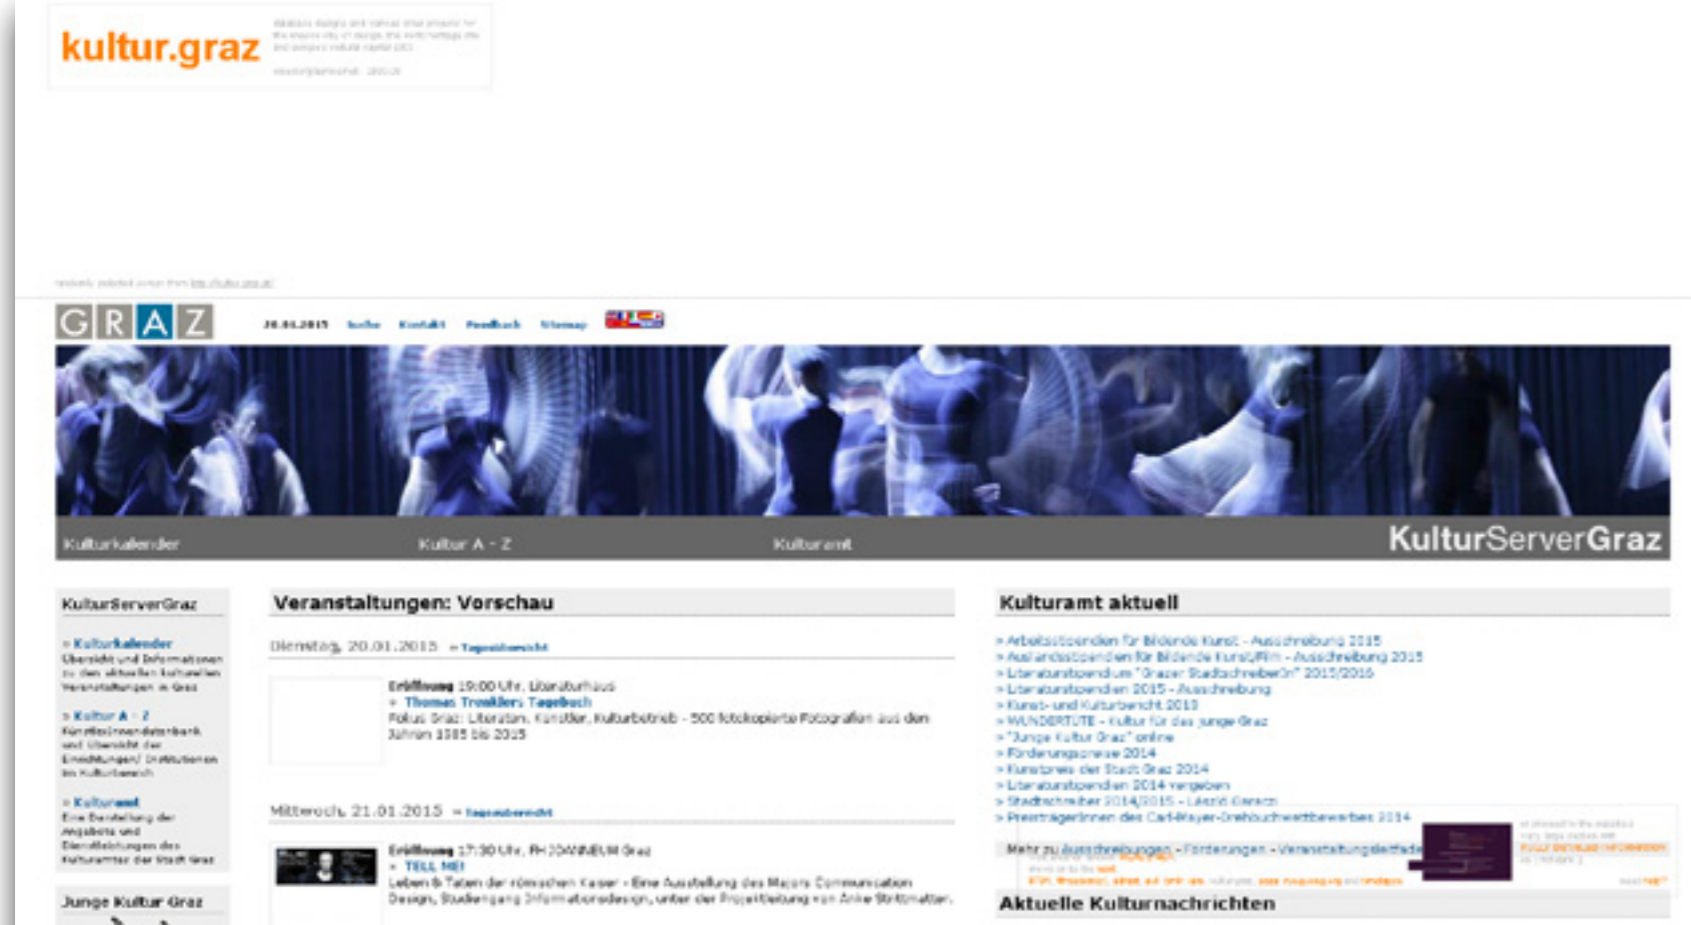 kultur.graz
GRAZ
20.01.2015 Suche Kontakt Feedback Sitemap
Kulturkalender Kultur A - Z Kulturamt KulturServerGraz
KulturServerGraz
» Kulturkalender
Übersicht und Informationen
zu den aktuellen kulturellen
Veranstaltungen in Graz
» Kultur A - Z
KünstlerInnendatenbank
und Übersicht der
Einrichtungen/ Institutionen
im Kulturbereich
» Kulturamt
Eine Darstellung der
Angebote und
Dienstleistungen des
Kulturamtes der Stadt Graz
Junge Kultur Graz
Veranstaltungen: Vorschau
Dienstag, 20.01.2015 » Tagesübersicht
Eröffnung 19:00 Uhr, Literaturhaus
» Thomas Trenklers Tagebuch
Fokus Graz: Literaten, Künstler, Kulturbetrieb - 500 fotokopierte Fotografien aus den
Jahren 1985 bis 2015
Mittwoch, 21.01.2015 » Tagesübersicht
Eröffnung 17:30 Uhr, FH JOANNEUM Graz
» TELL ME!
Leben & Taten der römischen Kaiser - Eine Ausstellung des Majors Communication
Design, Studiengang Informationsdesign, unter der Projektleitung von Anke Strittmatter.
Kulturamt aktuell
» Arbeitsstipendien für Bildende Kunst - Ausschreibung 2015
» Auslandsstipendien für Bildende Kunst/Film - Ausschreibung 2015
» Literaturstipendium "Grazer StadtschreiberIn" 2015/2016
» Literaturstipendien 2015 - Ausschreibung
» Kunst- und Kulturbericht 2013
» WUNDERTÜTE - Kultur für das junge Graz
» "Junge Kultur Graz" online
» Förderungspreise 2014
» Kunstpreis der Stadt Graz 2014
» Literaturstipendien 2014 vergeben
» Stadtschreiber 2014/2015 - László Garaczi
» PreisträgerInnen des Carl-Mayer-Drehbuchwettbewerbes 2014
Mehr zu Ausschreibungen - Förderungen - Veranstaltungsleitfade
Aktuelle Kulturnachrichten